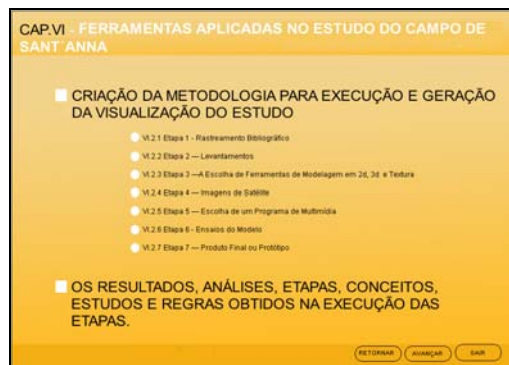 CAP.VI - FERRAMENTAS APLICADAS NO ESTUDO DO CAMPO DE
SANT´ANNA
CRIAÇÃO DA METODOLOGIA PARA EXECUÇÃO E GERAÇÃO
DA VISUALIZAÇÃO DO ESTUDO
VI.2.1 Etapa 1 - Rastreamento Bibliográfico
VI.2.2 Etapa 2 — Levantamentos
VI.2.3 Etapa 3 —A Escolha de Ferramentas de Modelagem em 2d, 3d e Textura
VI.2.4 Etapa 4 — Imagens de Satélite
VI.2.5 Etapa 5 — Escolha de um Programa de Multimídia
VI.2.6 Etapa 6 - Ensaios do Modelo
VI.2.7 Etapa 7 — Produto Final ou Protótipo
OS RESULTADOS, ANÁLISES, ETAPAS, CONCEITOS,
ESTUDOS E REGRAS OBTIDOS NA EXECUÇÃO DAS
ETAPAS.
RETORNAR AVANÇAR SAIR